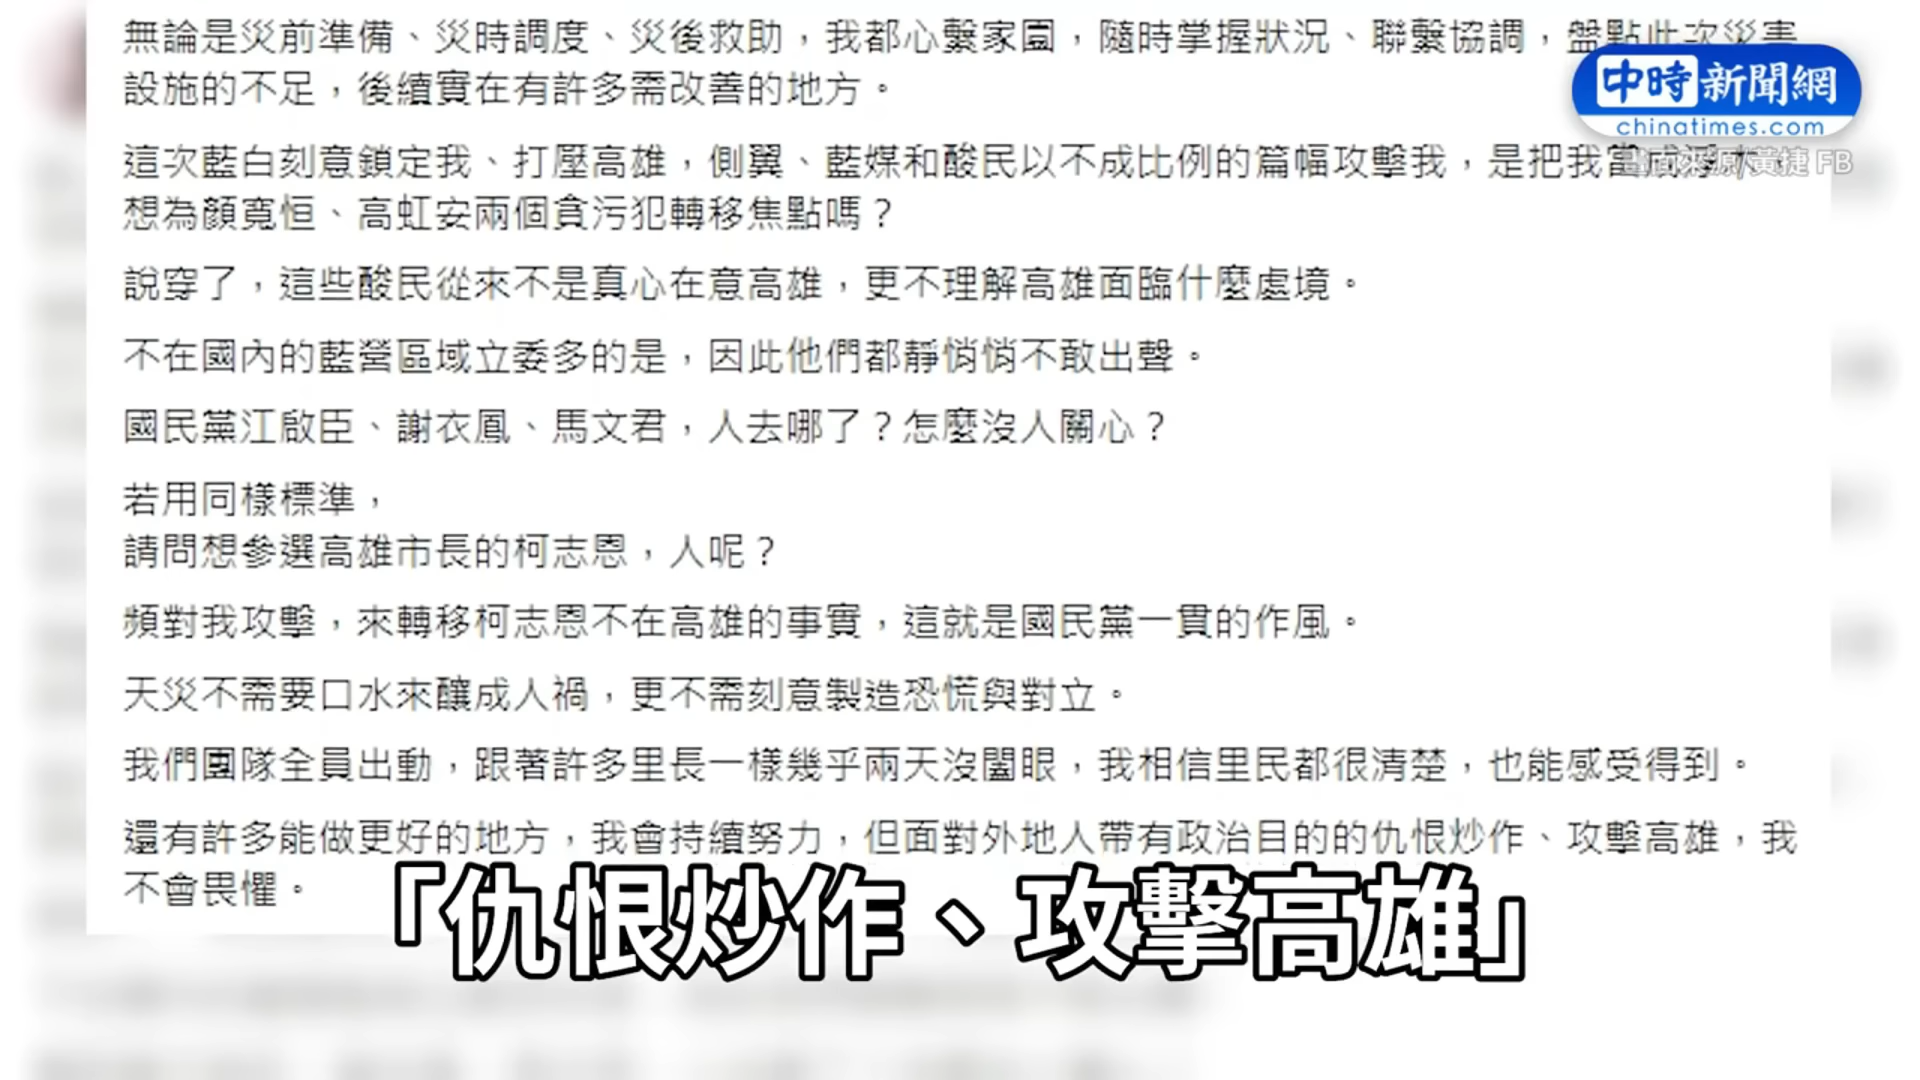 無論是災前準備、災時調度、災後救助，我都心繫家園，隨時掌握狀況、聯繫協調，盤點此次災害
設施的不足，後續實在有許多需改善的地方。
中時新聞網
chinatimes.com
畫面來源/黃捷 FB
這次藍白刻意鎖定我、打壓高雄，側翼、藍媒和酸民以不成比例的篇幅攻擊我，是把我當成
想為顏寬恒、高虹安兩個貪污犯轉移焦點嗎？
說穿了，這些酸民從來不是真心在意高雄，更不理解高雄面臨什麼處境。
不在國內的藍營區域立委多的是，因此他們都靜悄悄不敢出聲。
國民黨江啟臣、謝衣鳳、馬文君，人去哪了？怎麼沒人關心？
若用同樣標準，
請問想參選高雄市長的柯志恩，人呢？
頻對我攻擊，來轉移柯志恩不在高雄的事實，這就是國民黨一貫的作風。
天災不需要口水來釀成人禍，更不需刻意製造恐慌與對立。
我們團隊全員出動，跟著許多里長一樣幾乎兩天沒闔眼，我相信里民都很清楚，也能感受得到。
還有許多能做更好的地方，我會持續努力，但面對外地人帶有政治目的的仇恨炒作、攻擊高雄，我
不會畏懼。
「仇恨炒作、攻擊高雄」